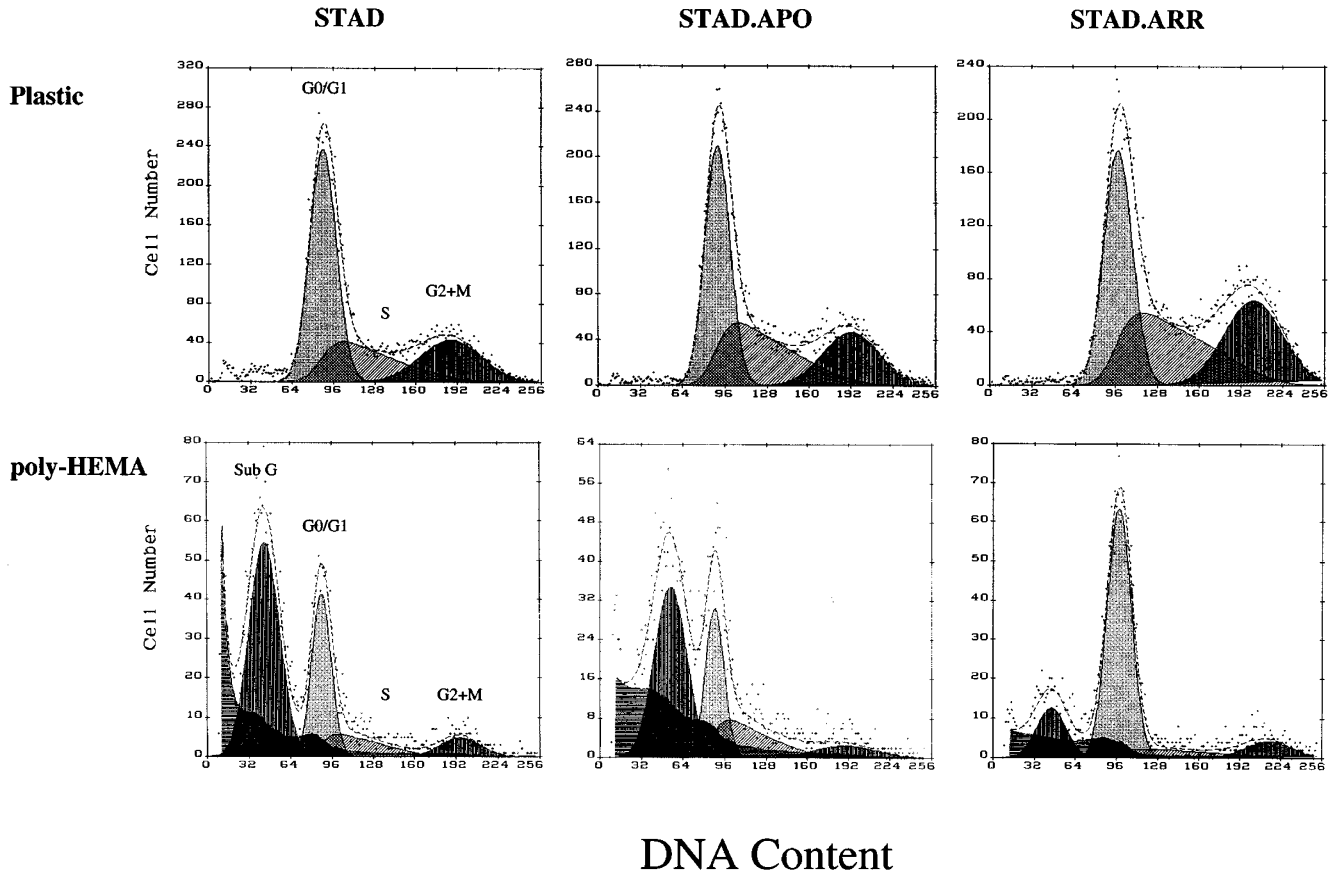 STAD STAD.APO STAD.ARR
Plastic
Cell Number
320
280
240
200
160
120
80
40
0
G0/G1
S
G2+M
0 32 64 96 128 160 192 224 256
280
240
200
160
120
80
40
0
0 32 64 96 128 160 192 224 256
240
200
160
120
80
40
0
0 32 64 96 128 160 192 224 256
poly-HEMA
Cell Number
80
70
60
50
40
30
20
10
0
Sub G
G0/G1
S
G2+M
0 32 64 96 128 160 192 224 256
64
56
48
40
32
24
16
8
0
0 32 64 96 128 160 192 224 256
80
70
60
50
40
30
20
10
0
0 32 64 96 128 160 192 224 256
DNA Content